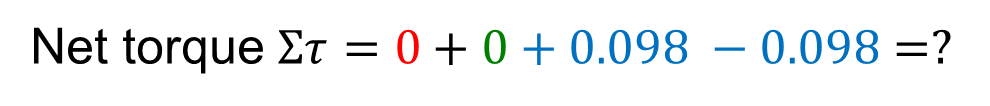 Net torque Στ = 0 + 0 + 0.098 − 0.098 =?